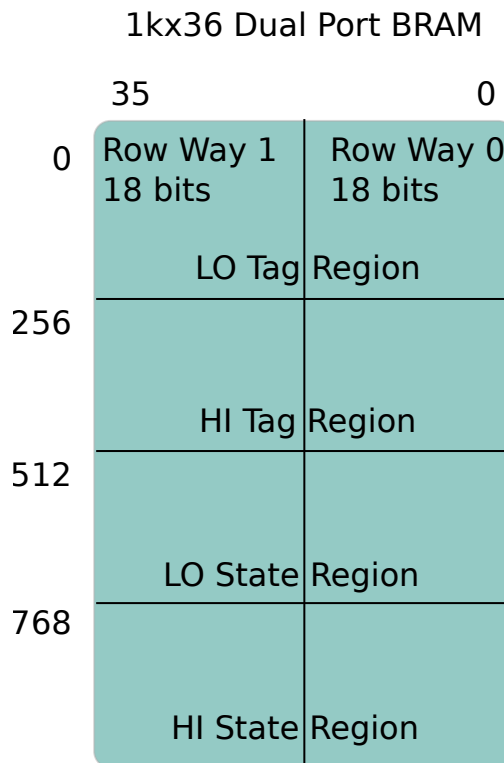 1kx36 Dual Port BRAM
35 0
0
Row Way 1 Row Way 0
18 bits 18 bits
LO Tag Region
256
HI Tag Region
512
LO State Region
768
HI State Region